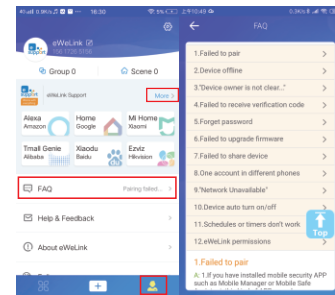 16:30
eWeLink
Group 0
Scene 0
eWeLink Support
More >
Alexa
Amazon
Home
Google
Mi Home
Xiaomi
Tmall Genie
Alibaba
Xiaodu
Baidu
Ezviz
Hikvision
FAQ
Pairing failed...
Help & Feedback
About eWeLink
FAQ
1.Failed to pair
2.Device offline
3."Device owner is not clear..."
4.Failed to receive verification code
5.Forget password
6.Failed to upgrade firmware
7.Failed to share device
8.One account in different phones
9."Network Unavailable"
10.Device auto turn on/off
11.Schedules or timers don't work
12.eWeLink permissions
Top
1.Failed to pair
A: 1.If you have installed mobile security APP
such as Mobile Manager or Mobile Safe